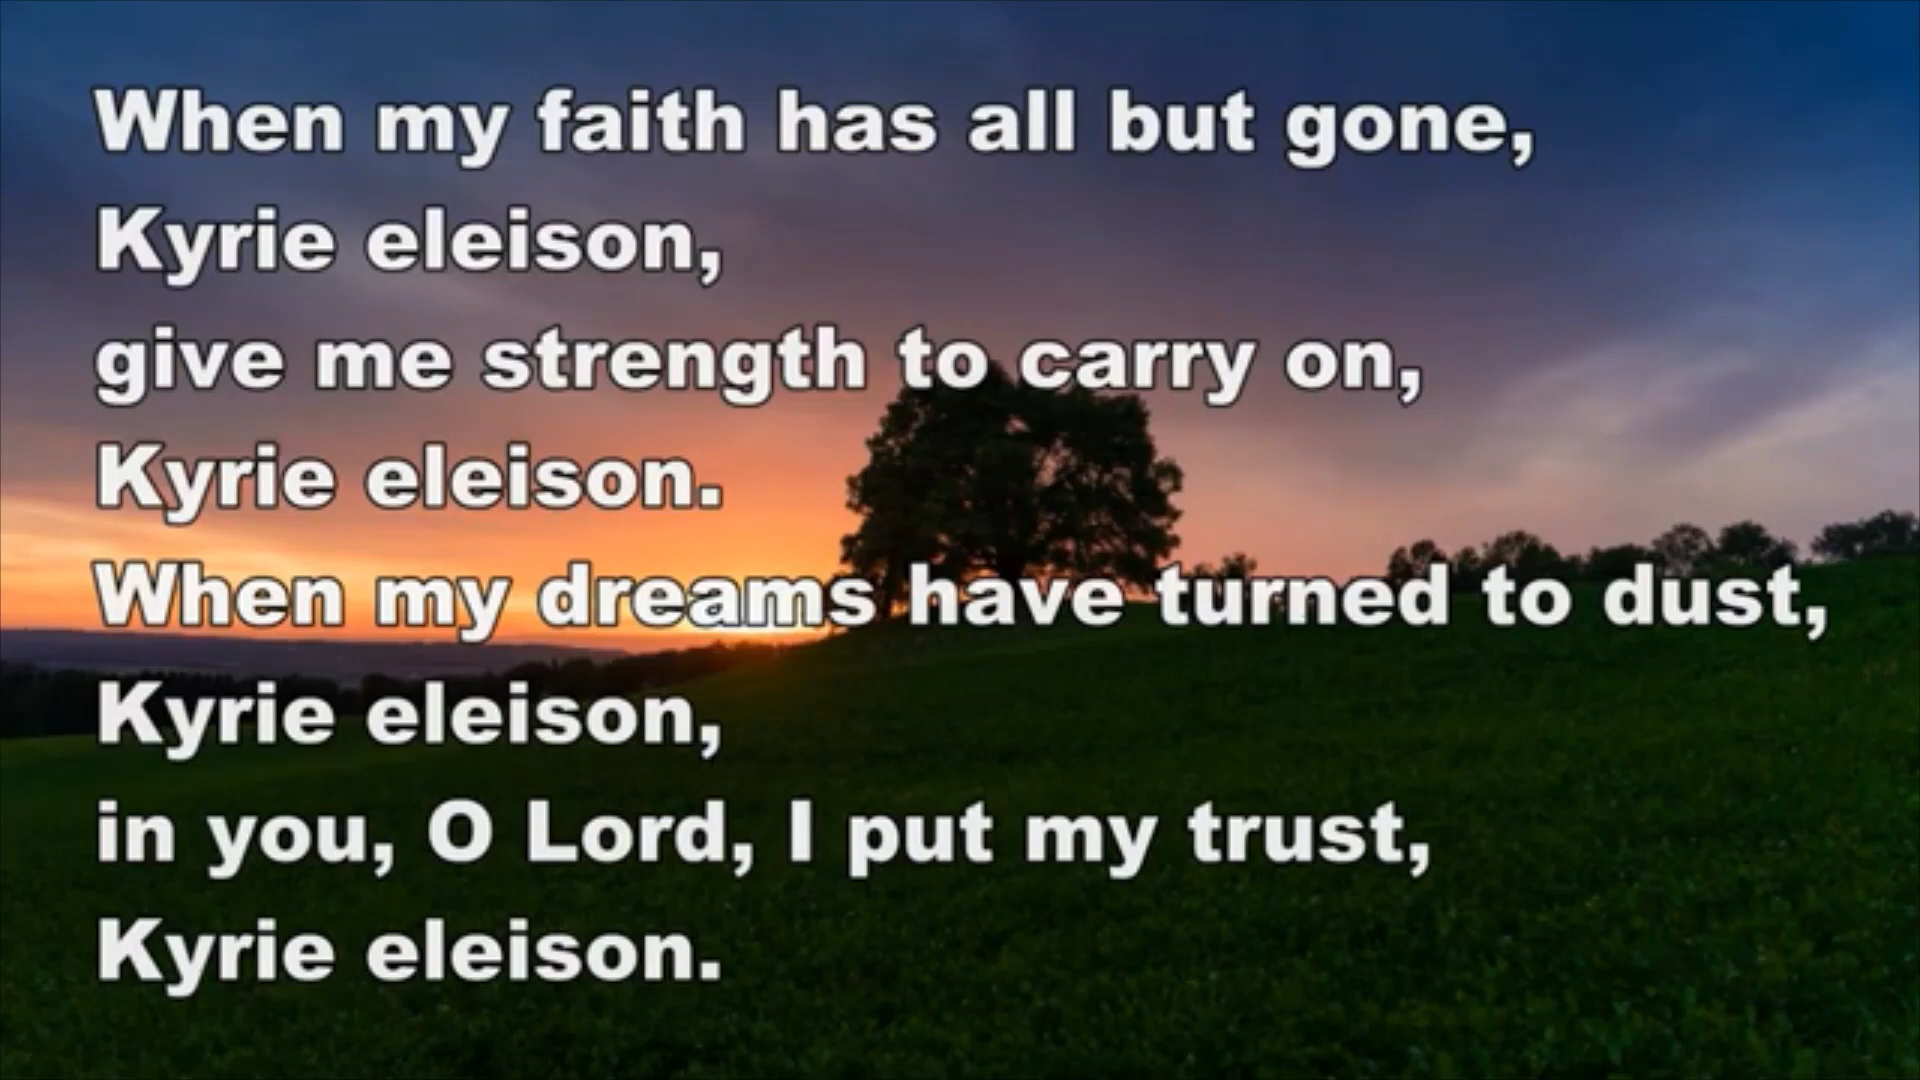 When my faith has all but gone,
Kyrie eleison,
give me strength to carry on,
Kyrie eleison.
When my dreams have turned to dust,
Kyrie eleison,
in you, O Lord, I put my trust,
Kyrie eleison.